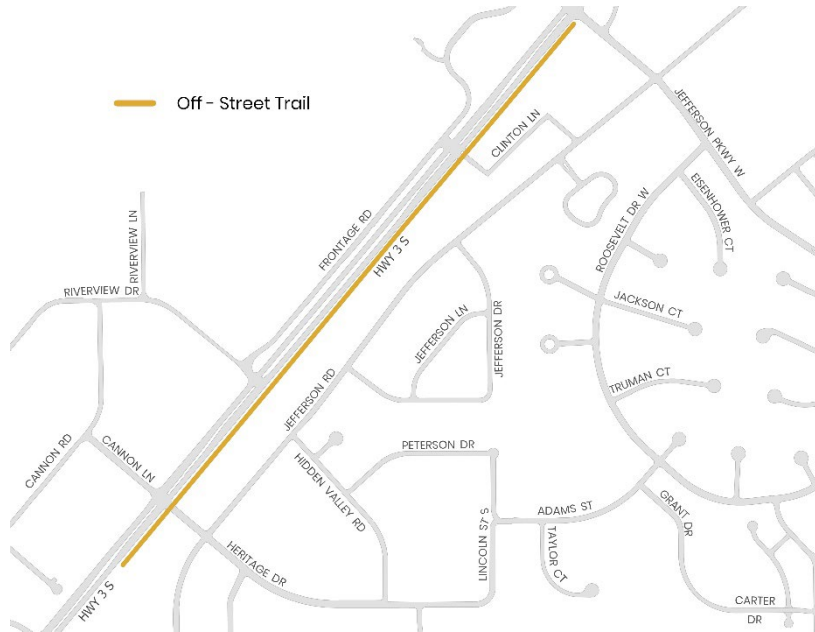 Off - Street Trail
JEFFERSON PKWY W
CLINTON LN
EISENHOWER CT
ROOSEVELT DR W
FRONTAGE RD
RIVERVIEW LN
HWY 3 S
RIVERVIEW DR
JACKSON CT
JEFFERSON LN
JEFFERSON DR
JEFFERSON RD
TRUMAN CT
CANNON RD
CANNON LN
PETERSON DR
HIDDEN VALLEY RD
LINCOLN ST S
ADAMS ST
GRANT DR
TAYLOR CT
HERITAGE DR
HWY 3 S
CARTER
DR